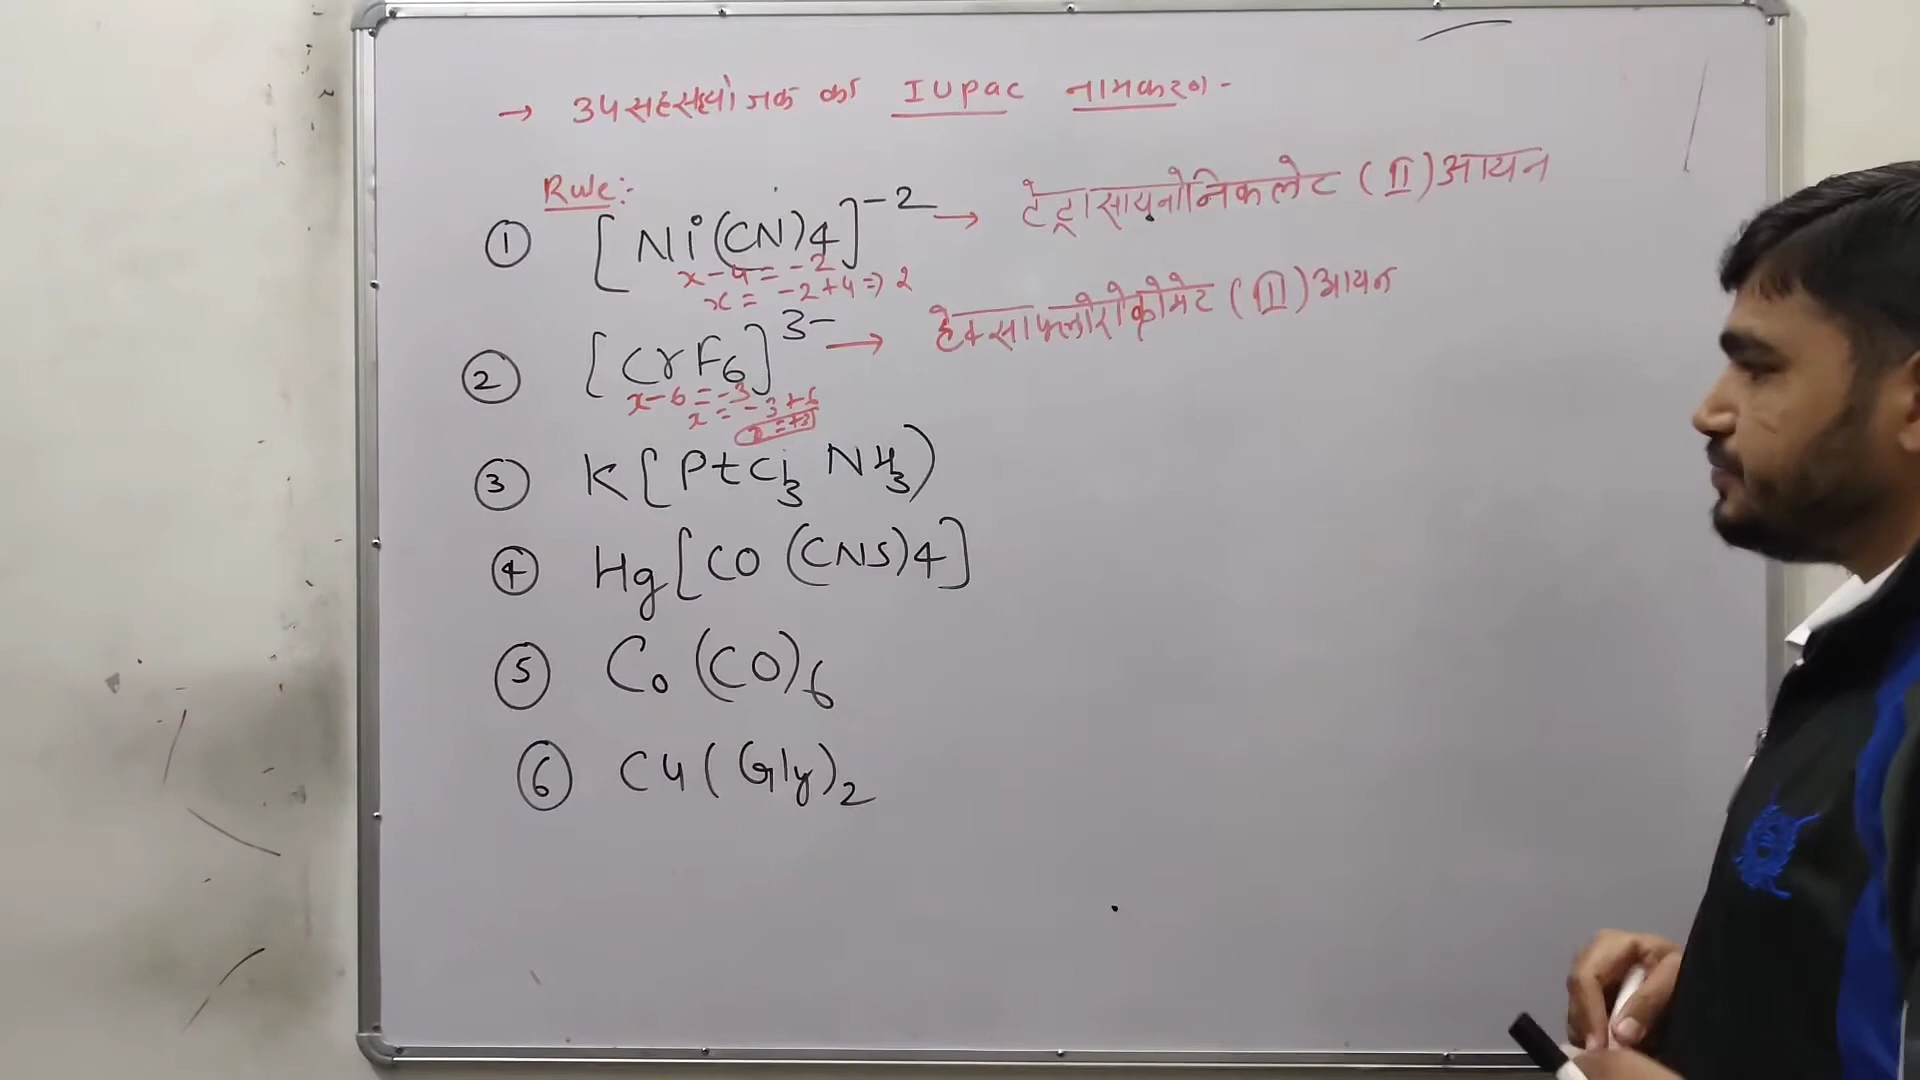 → उपसहसंयोजक का IUPAC नामकरण -
Rule:-
① [Ni(CN)4]⁻² → टेट्रासायनोनिकलेट (II) आयन
x-4=-2
x = -2+4 => 2
② [CrF6]³⁻ → हेक्साफ्लोरोक्रोमेट (III) आयन
x-6=-3
x = -3+6
x=+3
③ K[PtCl₃ NH₃)
④ Hg[CO (CNS)4]
⑤ Co(CO)₆
⑥ Cu(Gly)₂